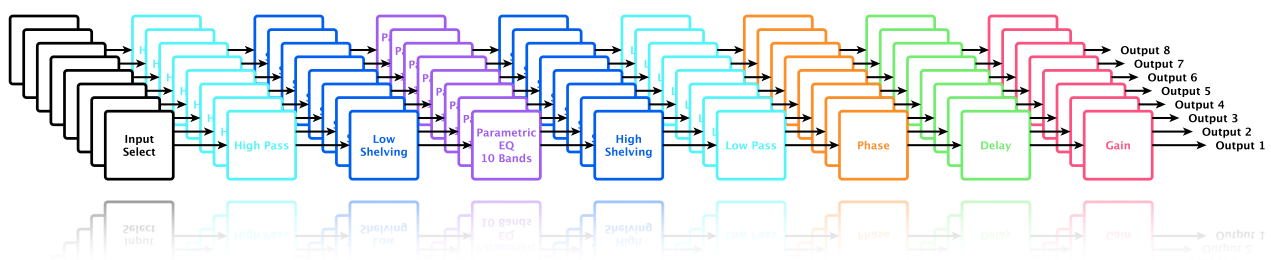 Input
Select
High Pass
Low
Shelving
Parametric
EQ
10 Bands
High
Shelving
Low Pass
Phase
Delay
Gain
Output 8
Output 7
Output 6
Output 5
Output 4
Output 3
Output 2
Output 1